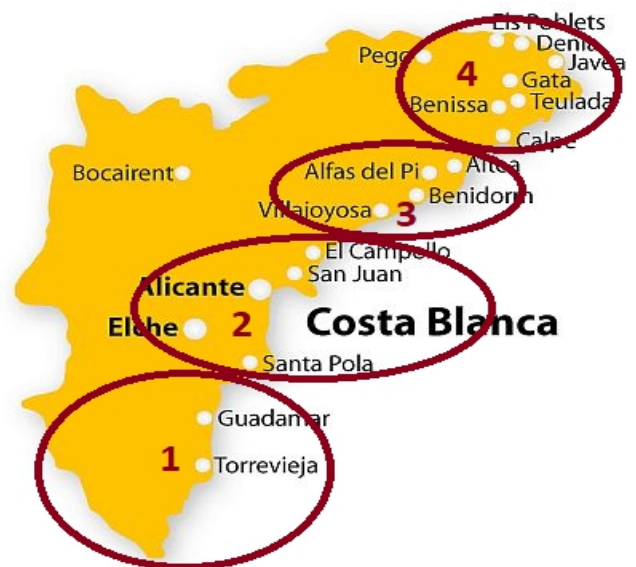 Els Poblets
Denia
Pego
Javea
4
Gata
Benissa
Teulada
Calpe
Altea
Bocairent
Alfas del Pi
Benidorm
Villajoyosa
3
El Campello
San Juan
Alicante
2
Costa Blanca
Elche
Santa Pola
Guadamar
1
Torrevieja